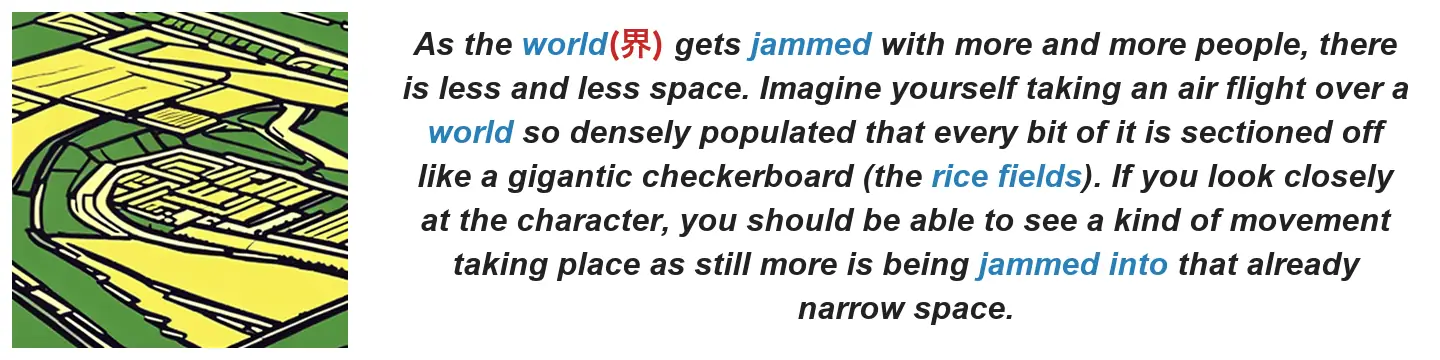 As the world(界) gets jammed with more and more people, there
is less and less space. Imagine yourself taking an air flight over a
world so densely populated that every bit of it is sectioned off
like a gigantic checkerboard (the rice fields). If you look closely
at the character, you should be able to see a kind of movement
taking place as still more is being jammed into that already
narrow space.